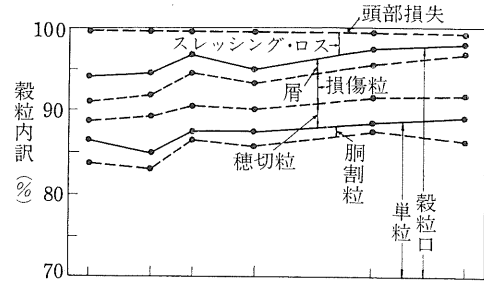 100
90
80
70
穀粒内訳(%)
頭部損失
スレッシング・ロス
屑
損傷粒
穂切粒
胴割粒
単粒
穀粒口